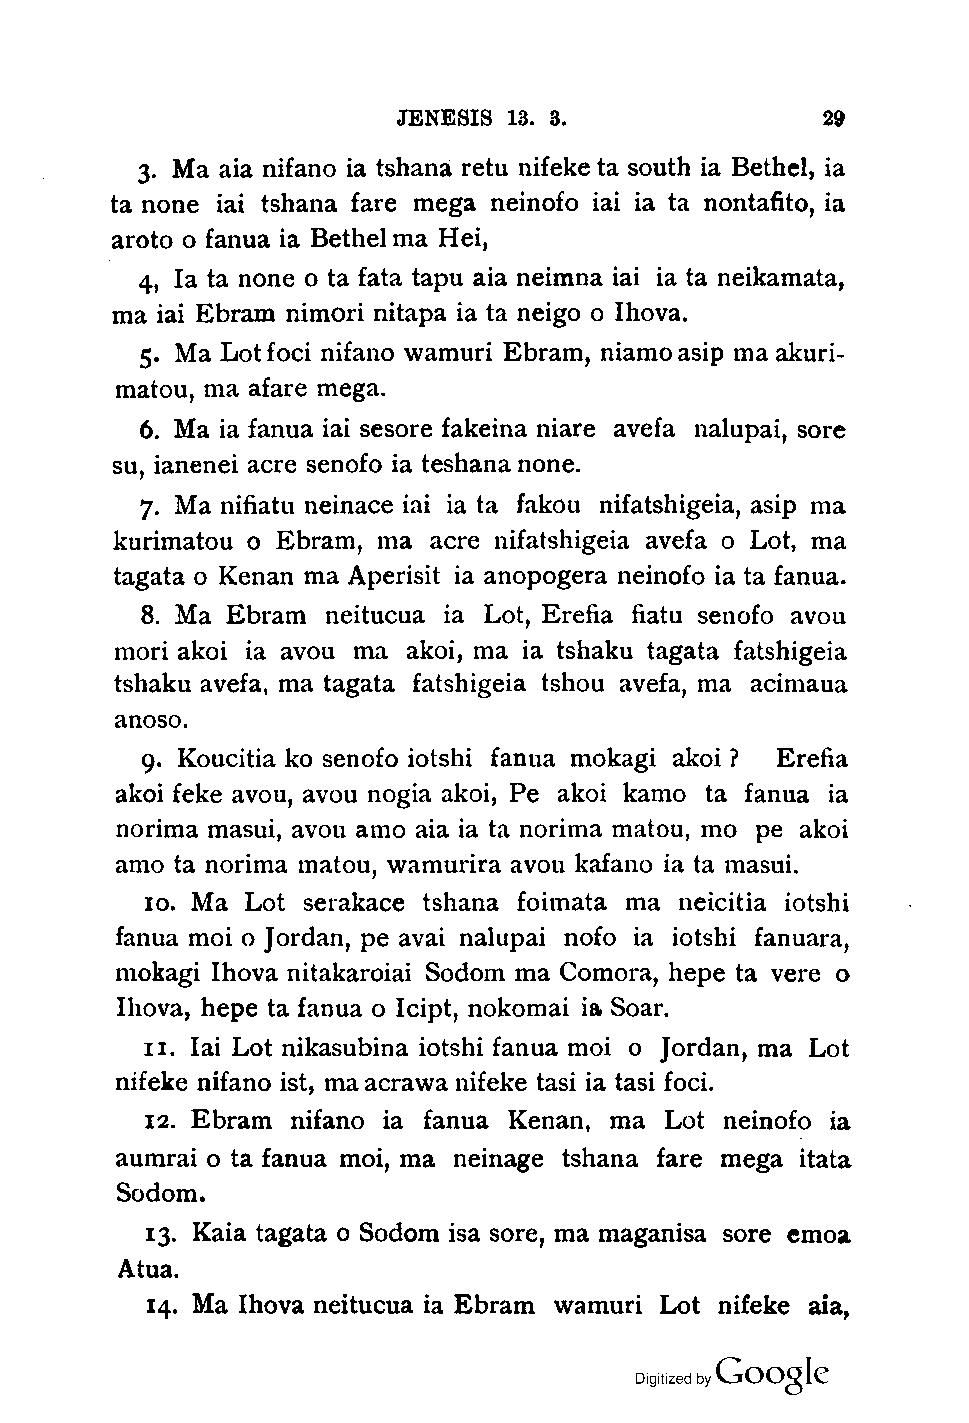 JENESIS 13. 3. 29
3. Ma aia nifano ia tshana retu nifeke ta south ia Bethel, ia
ta none iai tshana fare mega neinofo iai ia ta nontafito, ia
aroto o fanua ia Bethel ma Hei,
4, Ia ta none o ta fata tapu aia neimna iai ia ta neikamata,
ma iai Ebram nimori nitapa ia ta neigo o Ihova.
5. Ma Lot foci nifano wamuri Ebram, niamo asip ma akuri-
matou, ma afare mega.
6. Ma ia fanua iai sesore fakeina niare avefa nalupai, sore
su, ianenei acre senofo ia teshana none.
7. Ma nifiatu neinace iai ia ta fakou nifatshigeia, asip ma
kurimatou o Ebram, ma acre nifatshigeia avefa o Lot, ma
tagata o Kenan ma Aperisit ia anopogera neinofo ia ta fanua.
8. Ma Ebram neitucua ia Lot, Erefia fiatu senofo avou
mori akoi ia avou ma akoi, ma ia tshaku tagata fatshigeia
tshaku avefa, ma tagata fatshigeia tshou avefa, ma acimaua
anoso.
9. Koucitia ko senofo iotshi fanua mokagi akoi ? Erefia
akoi feke avou, avou nogia akoi, Pe akoi kamo ta fanua ia
norima masui, avou amo aia ia ta norima matou, mo pe akoi
amo ta norima matou, wamurira avou kafano ia ta masui.
10. Ma Lot serakace tshana foimata ma neicitia iotshi
fanua moi o Jordan, pe avai nalupai nofo ia iotshi fanuara,
mokagi Ihova nitakaroiai Sodom ma Comora, hepe ta vere o
Ihova, hepe ta fanua o Icipt, nokomai ia Soar.
11. Iai Lot nikasubina iotshi fanua moi o Jordan, ma Lot
nifeke nifano ist, ma acrawa nifeke tasi ia tasi foci.
12. Ebram nifano ia fanua Kenan, ma Lot neinofo ia
aumrai o ta fanua moi, ma neinage tshana fare mega itata
Sodom.
13. Kaia tagata o Sodom isa sore, ma maganisa sore emoa
Atua.
14. Ma Ihova neitucua ia Ebram wamuri Lot nifeke aia,
Digitized by Google